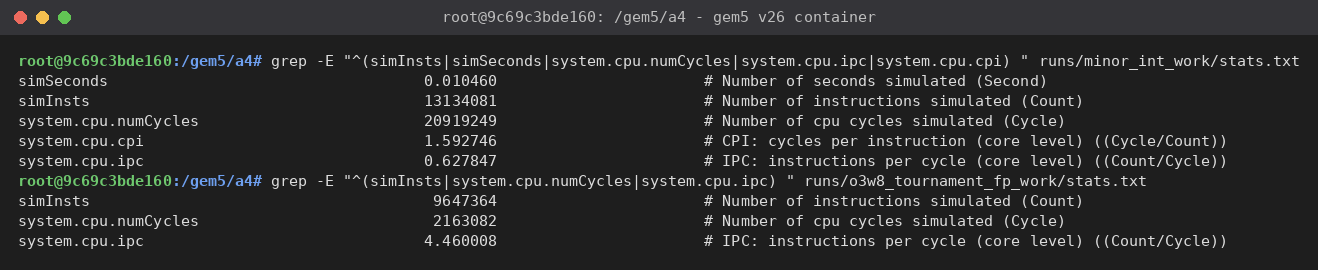 root@9c69c3bde160: /gem5/a4 - gem5 v26 container
root@9c69c3bde160:/gem5/a4# grep -E "^(simInsts|simSeconds|system.cpu.numCycles|system.cpu.ipc|system.cpu.cpi) " runs/minor_int_work/stats.txt
simSeconds                                   0.010460                       # Number of seconds simulated (Second)
simInsts                                     13134081                       # Number of instructions simulated (Count)
system.cpu.numCycles                         20919249                       # Number of cpu cycles simulated (Cycle)
system.cpu.cpi                               1.592746                       # CPI: cycles per instruction (core level) ((Cycle/Count))
system.cpu.ipc                               0.627847                       # IPC: instructions per cycle (core level) ((Count/Cycle))
root@9c69c3bde160:/gem5/a4# grep -E "^(simInsts|system.cpu.numCycles|system.cpu.ipc) " runs/o3w8_tournament_fp_work/stats.txt
simInsts                                      9647364                       # Number of instructions simulated (Count)
system.cpu.numCycles                          2163082                       # Number of cpu cycles simulated (Cycle)
system.cpu.ipc                               4.460008                       # IPC: instructions per cycle (core level) ((Count/Cycle))